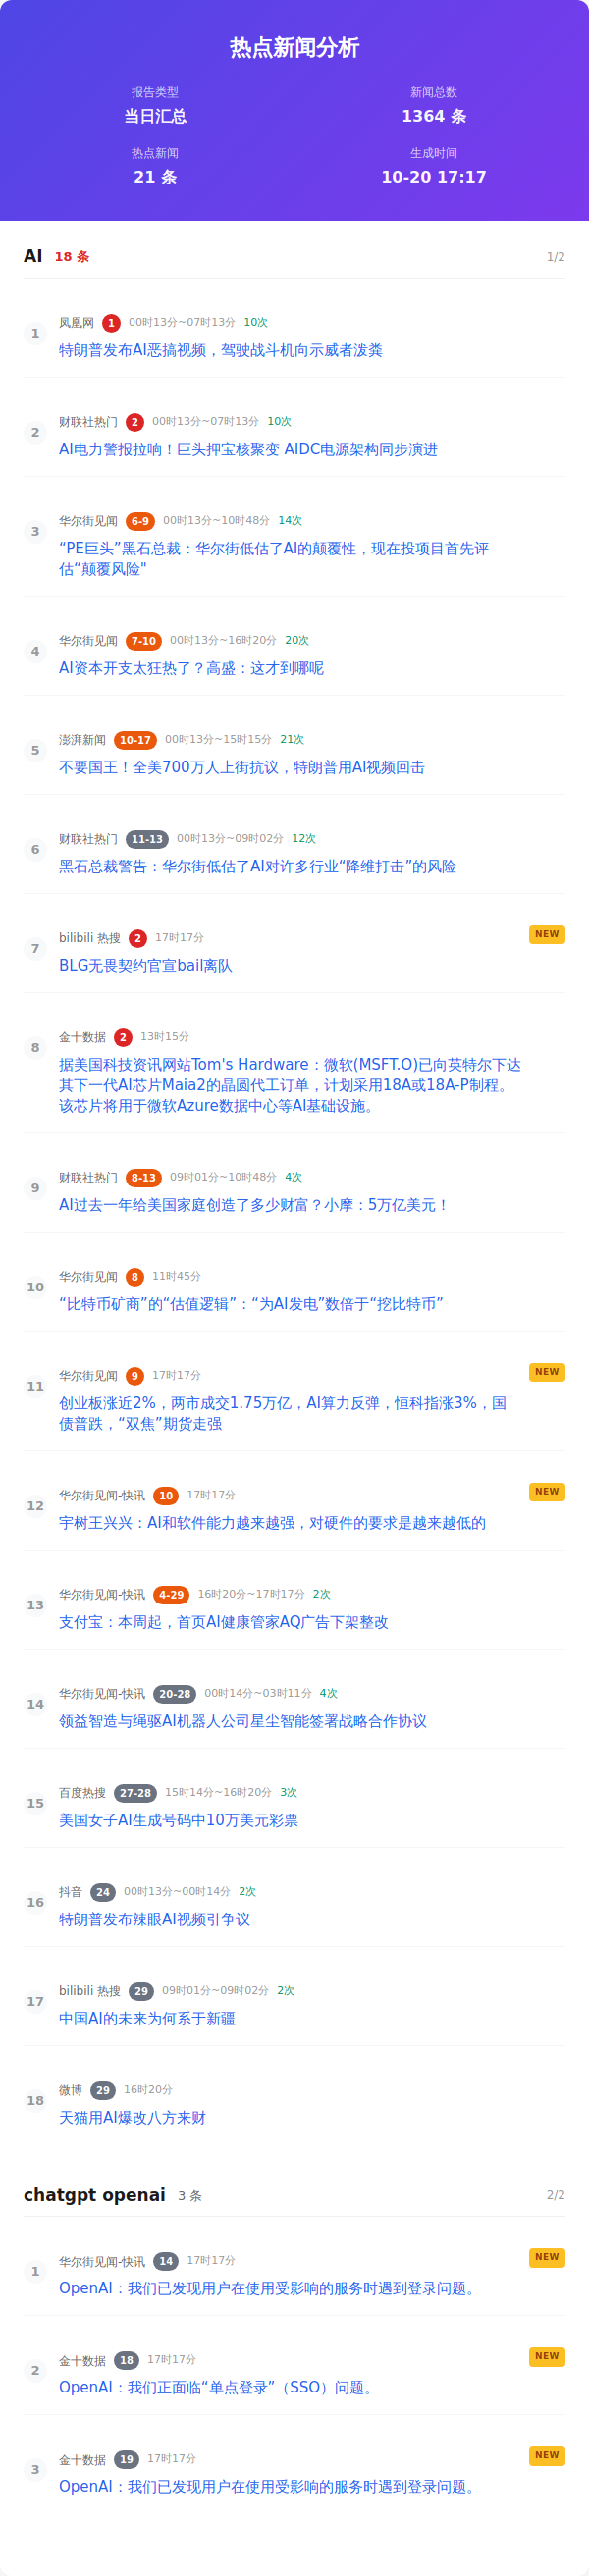 热点新闻分析
报告类型
当日汇总
新闻总数
1364 条
热点新闻
21 条
生成时间
10-20 17:17
AI 18 条 1/2
1 凤凰网 1 00时13分~07时13分 10次
特朗普发布AI恶搞视频，驾驶战斗机向示威者泼粪
2 财联社热门 2 00时13分~07时13分 10次
AI电力警报拉响！巨头押宝核聚变 AIDC电源架构同步演进
3 华尔街见闻 6-9 00时13分~10时48分 14次
“PE巨头”黑石总裁：华尔街低估了AI的颠覆性，现在投项目首先评
估“颠覆风险"
4 华尔街见闻 7-10 00时13分~16时20分 20次
AI资本开支太狂热了？高盛：这才到哪呢
5 澎湃新闻 10-17 00时13分~15时15分 21次
不要国王！全美700万人上街抗议，特朗普用AI视频回击
6 财联社热门 11-13 00时13分~09时02分 12次
黑石总裁警告：华尔街低估了AI对许多行业“降维打击”的风险
7 bilibili 热搜 2 17时17分 NEW
BLG无畏契约官宣bail离队
8 金十数据 2 13时15分
据美国科技资讯网站Tom's Hardware：微软(MSFT.O)已向英特尔下达
其下一代AI芯片Maia2的晶圆代工订单，计划采用18A或18A-P制程。
该芯片将用于微软Azure数据中心等AI基础设施。
9 财联社热门 8-13 09时01分~10时48分 4次
AI过去一年给美国家庭创造了多少财富？小摩：5万亿美元！
10 华尔街见闻 8 11时45分
“比特币矿商”的“估值逻辑”：“为AI发电”数倍于“挖比特币”
11 华尔街见闻 9 17时17分 NEW
创业板涨近2%，两市成交1.75万亿，AI算力反弹，恒科指涨3%，国
债普跌，“双焦”期货走强
12 华尔街见闻-快讯 10 17时17分 NEW
宇树王兴兴：AI和软件能力越来越强，对硬件的要求是越来越低的
13 华尔街见闻-快讯 4-29 16时20分~17时17分 2次
支付宝：本周起，首页AI健康管家AQ广告下架整改
14 华尔街见闻-快讯 20-28 00时14分~03时11分 4次
领益智造与绳驱AI机器人公司星尘智能签署战略合作协议
15 百度热搜 27-28 15时14分~16时20分 3次
美国女子AI生成号码中10万美元彩票
16 抖音 24 00时13分~00时14分 2次
特朗普发布辣眼AI视频引争议
17 bilibili 热搜 29 09时01分~09时02分 2次
中国AI的未来为何系于新疆
18 微博 29 16时20分
天猫用AI爆改八方来财
chatgpt openai 3 条 2/2
1 华尔街见闻-快讯 14 17时17分 NEW
OpenAI：我们已发现用户在使用受影响的服务时遇到登录问题。
2 金十数据 18 17时17分 NEW
OpenAI：我们正面临“单点登录”（SSO）问题。
3 金十数据 19 17时17分 NEW
OpenAI：我们已发现用户在使用受影响的服务时遇到登录问题。